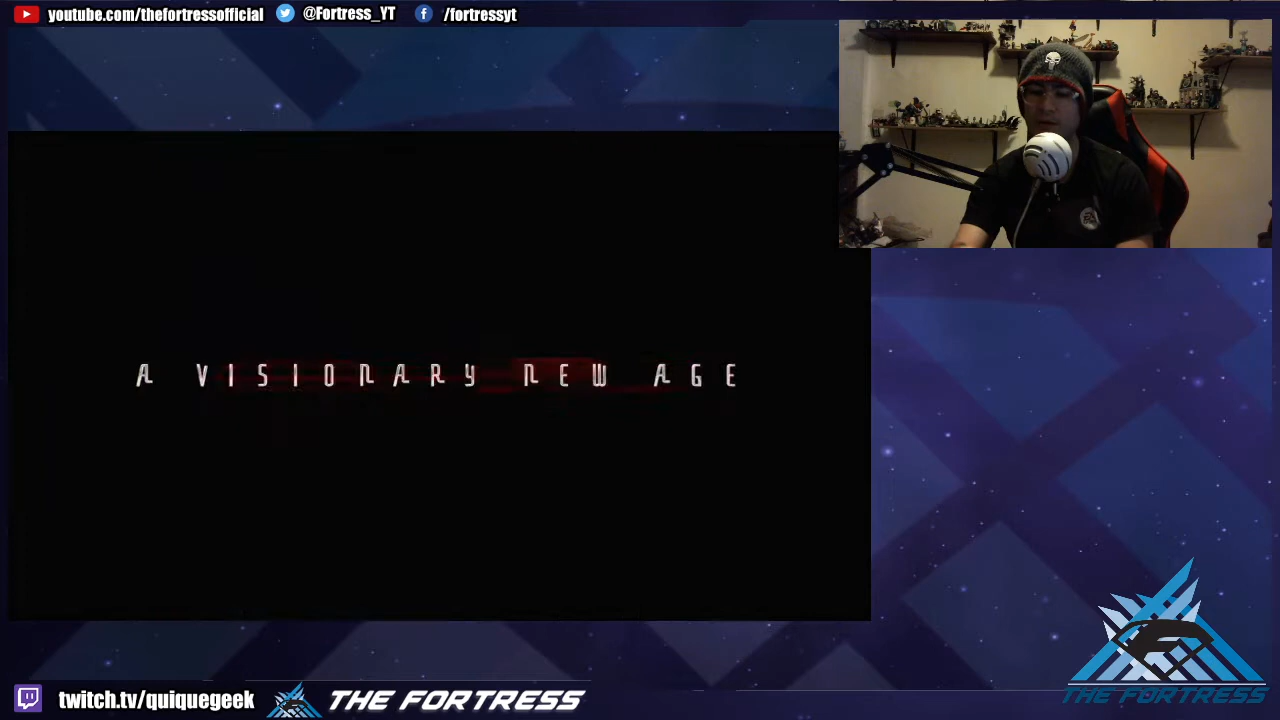 youtube.com/thefortressofficial
@Fortress_YT
/fortressyt
A VISIONARY NEW AGE
THE FORTRESS
twitch.tv/quiquegeek
THE FORTRESS